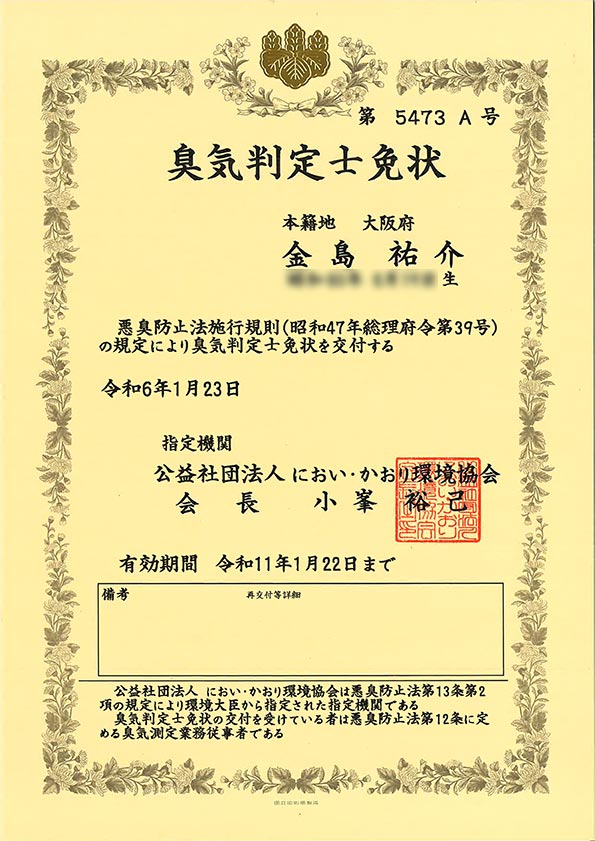 第 5473 A 号
臭気判定士免状
本籍地 大阪府
金島 祐介
生
悪臭防止法施行規則(昭和47年総理府令第39号)
の規定により臭気判定士免状を交付する
令和6年1月23日
指定機関
公益社団法人 におい・かおり環境協会
会長 小峯 裕己
有効期間 令和11年1月22日まで
備考 再交付等詳細
公益社団法人 におい・かおり環境協会は悪臭防止法第13条第2
項の規定により環境大臣から指定された指定機関である
臭気判定士免状の交付を受けている者は悪臭防止法第12条に定
める臭気測定業務従事者である